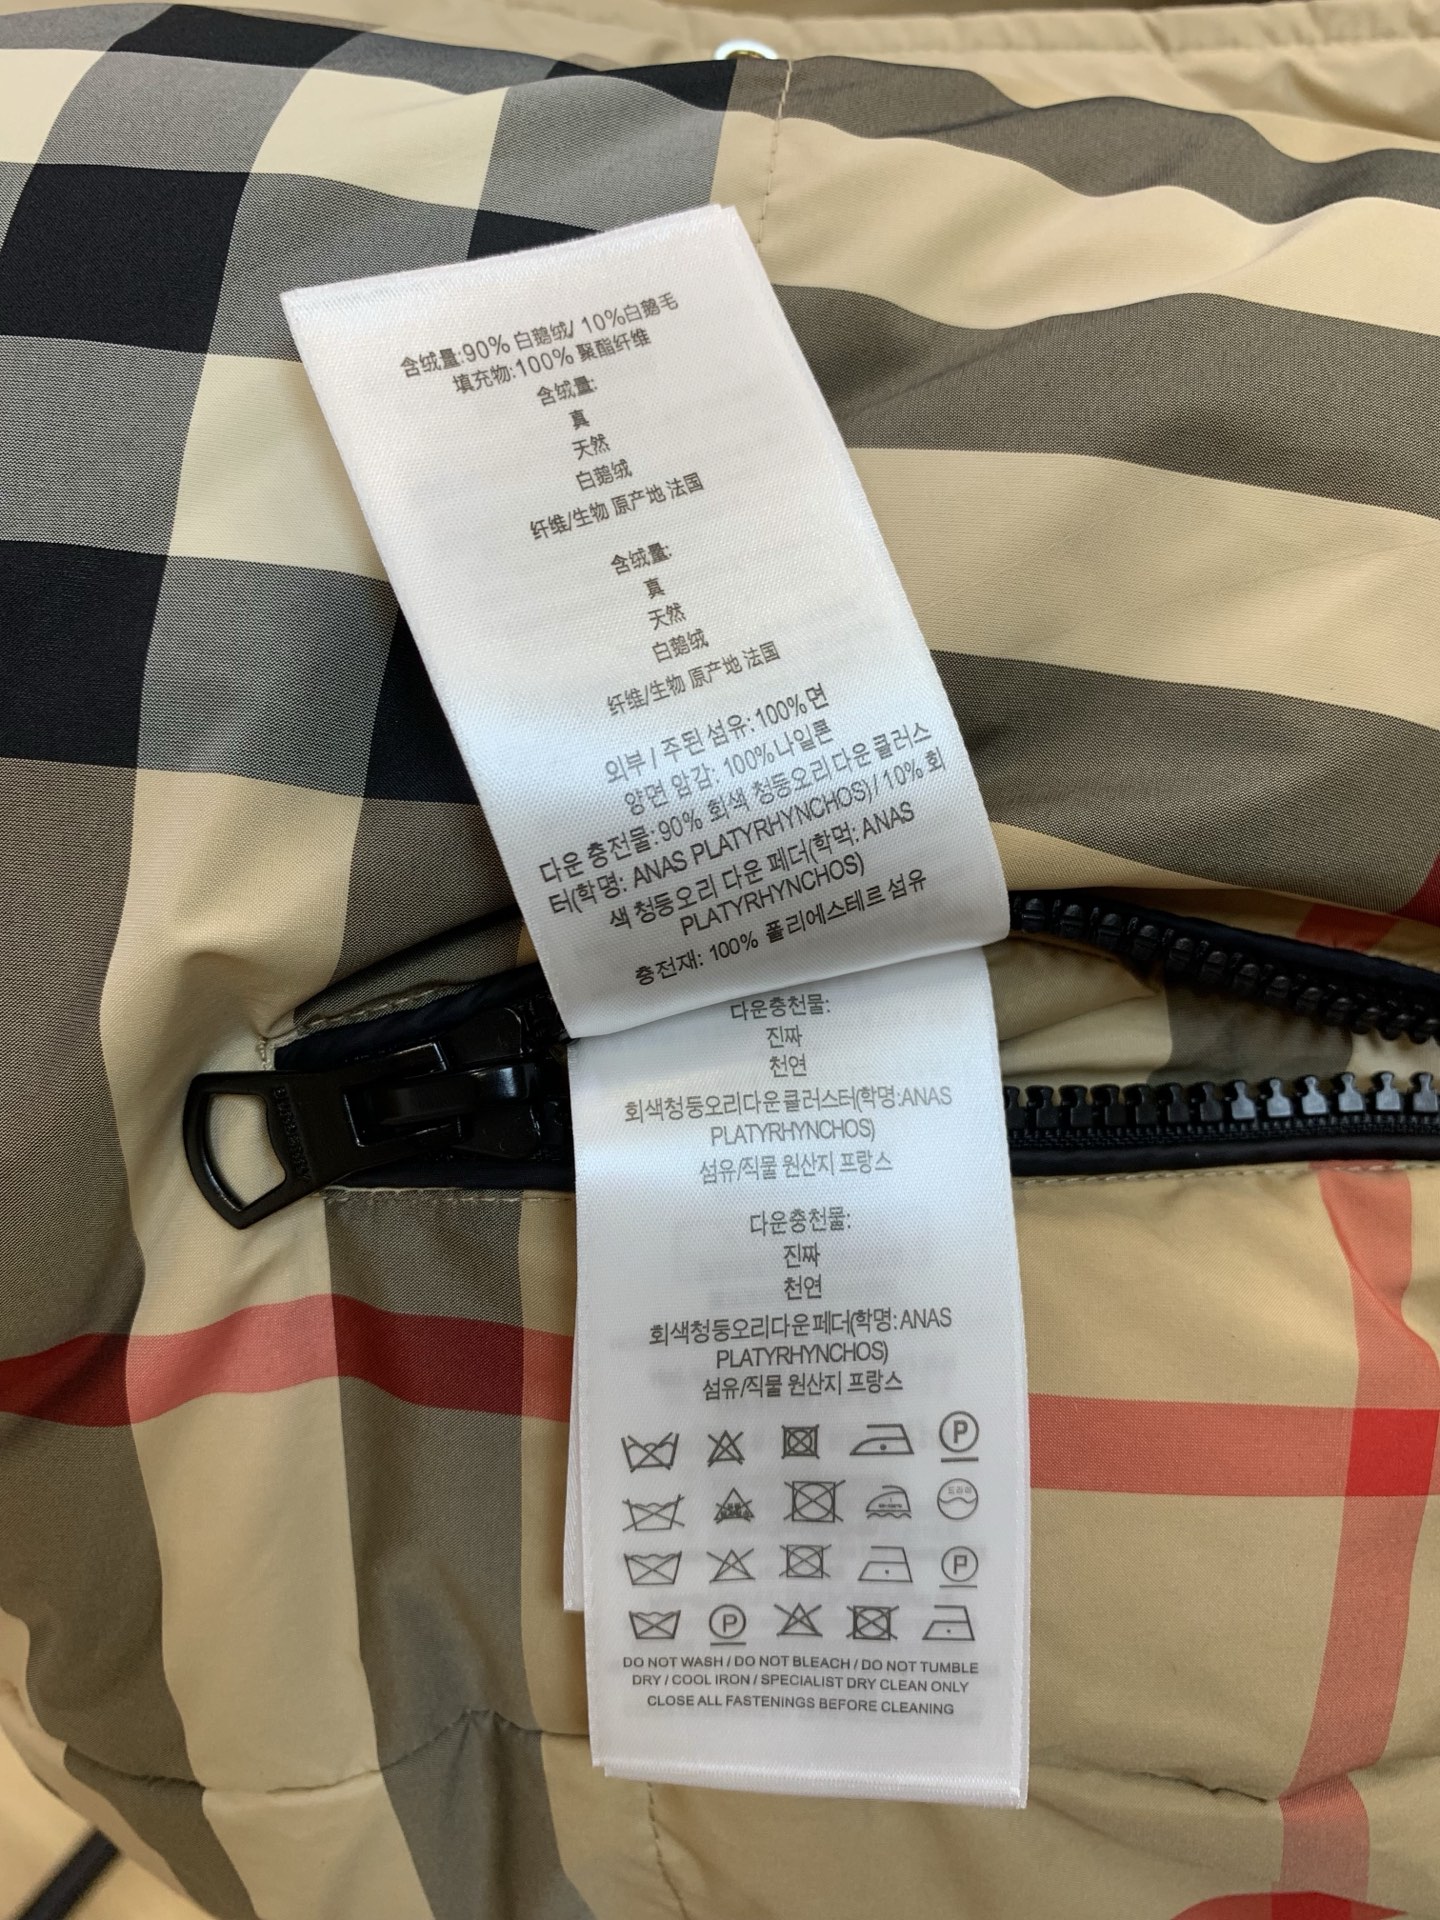 含绒量:90% 白鹅绒/ 10%白鹅毛
填充物:100% 聚酯纤维
含绒量:
真
天然
白鹅绒
纤维/生物 原产地 法国
含绒量:
真
天然
白鹅绒
纤维/生物 原产地 法国
외부 / 주된 섬유: 100% 면
양면 암감: 100% 나일론
다운 충전물: 90% 회색 청둥오리다운 클러스
터(학명: ANAS PLATYRHYNCHOS) / 10% 회
색 청둥오리 다운 페더(학먹: ANAS
PLATYRHYNCHOS)
충전재: 100% 폴리에스테르 섬유
다운충천물:
진짜
천연
회색청둥오리다운클러스터(학명:ANAS
PLATYRHYNCHOS)
섬유/직물 원산지 프랑스
다운충천물:
진짜
천연
회색청둥오리다운페더(학명: ANAS
PLATYRHYNCHOS)
섬유/직물 원산지 프랑스
P
드라이
P
P
DO NOT WASH / DO NOT BLEACH / DO NOT TUMBLE
DRY / COOL IRON / SPECIALIST DRY CLEAN ONLY
CLOSE ALL FASTENINGS BEFORE CLEANING